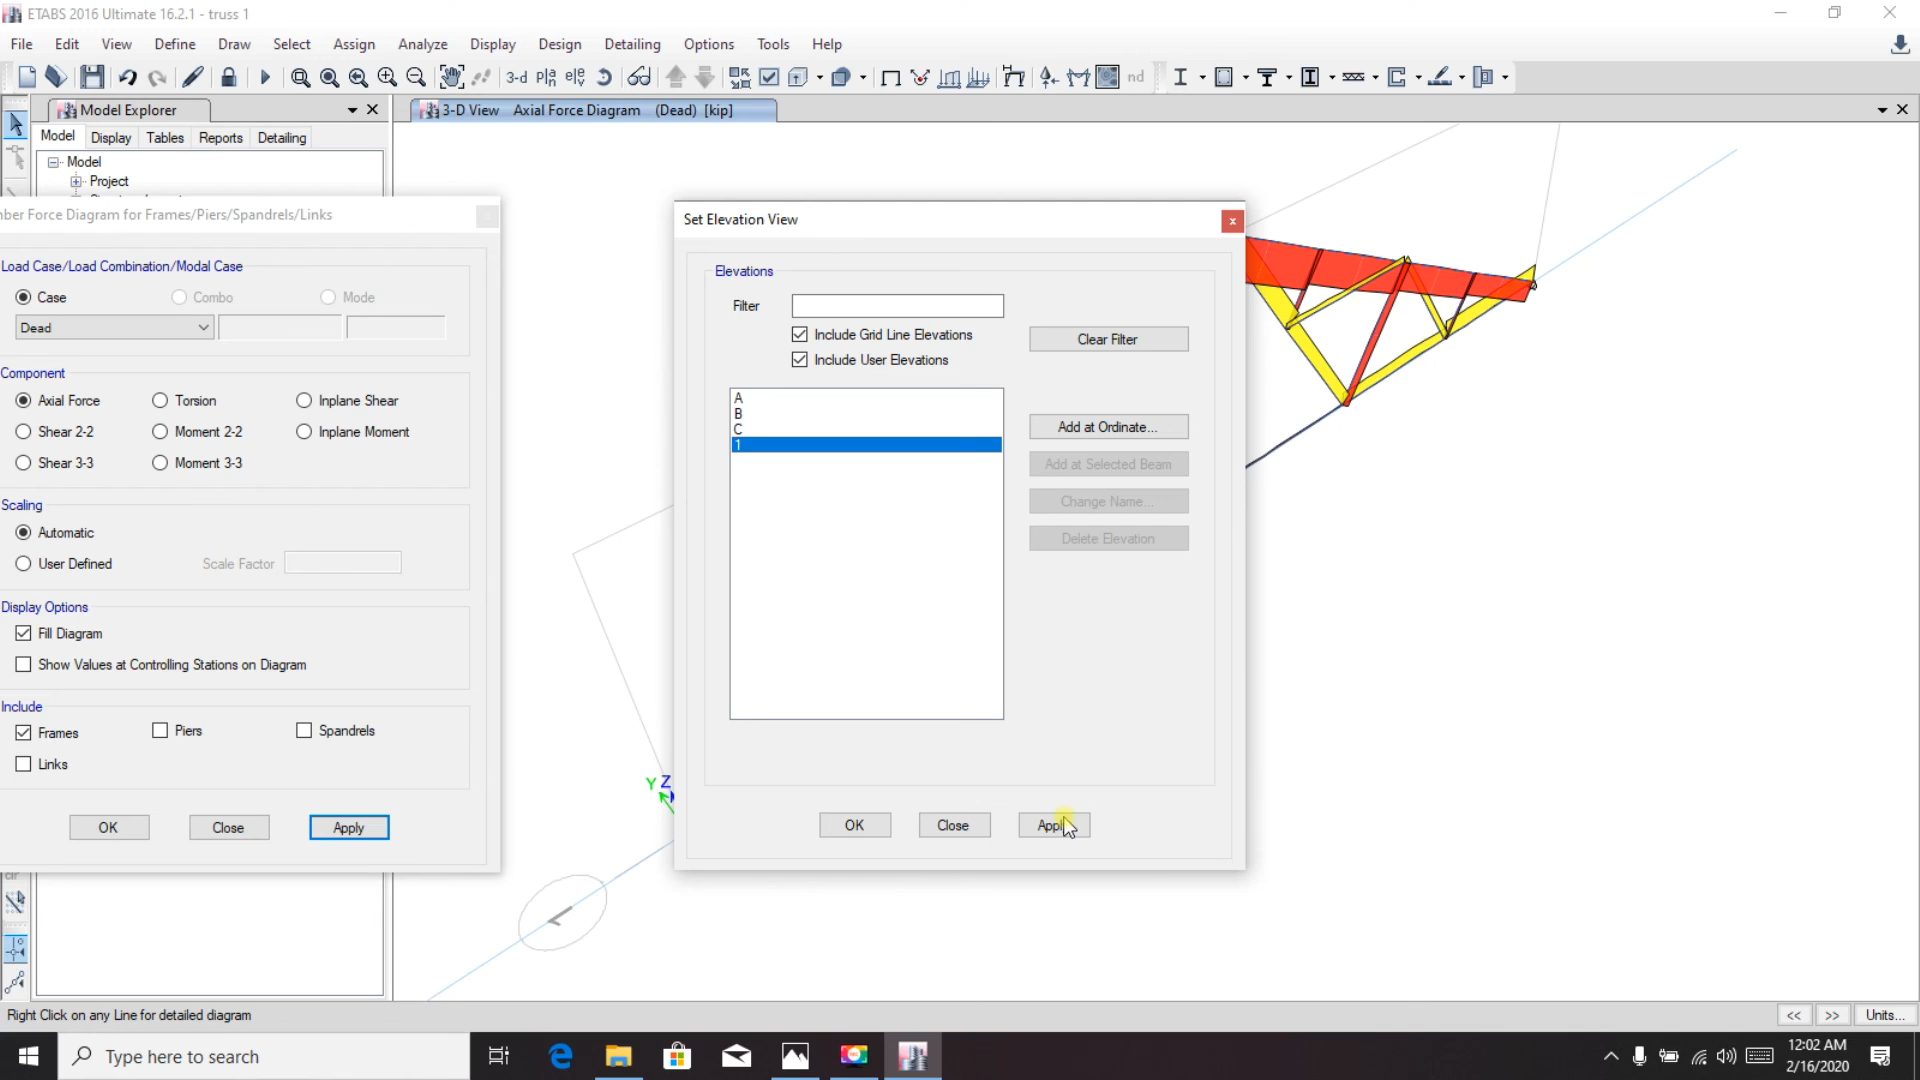 ETABS 2016 Ultimate 16.2.1 - truss 1
File Edit View Define Draw Select Assign Analyze Display Design Detailing Options Tools Help
3-d nd
Model Explorer
3-D View Axial Force Diagram (Dead) [kip]
Model Display Tables Reports Detailing
Model
Project
ber Force Diagram for Frames/Piers/Spandrels/Links
Load Case/Load Combination/Modal Case
Case Combo Mode
Dead
Component
Axial Force Torsion Inplane Shear
Shear 2-2 Moment 2-2 Inplane Moment
Shear 3-3 Moment 3-3
Scaling
Automatic
User Defined Scale Factor
Display Options
Fill Diagram
Show Values at Controlling Stations on Diagram
Include
Frames Piers Spandrels
Links
OK Close Apply
Set Elevation View
Elevations
Filter
Include Grid Line Elevations
Include User Elevations
Clear Filter
A
B
C
1
Add at Ordinate...
Add at Selected Beam
Change Name...
Delete Elevation
OK Close Appl
Y Z
Right Click on any Line for detailed diagram
<< >> Units...
Type here to search
12:02 AM
2/16/2020